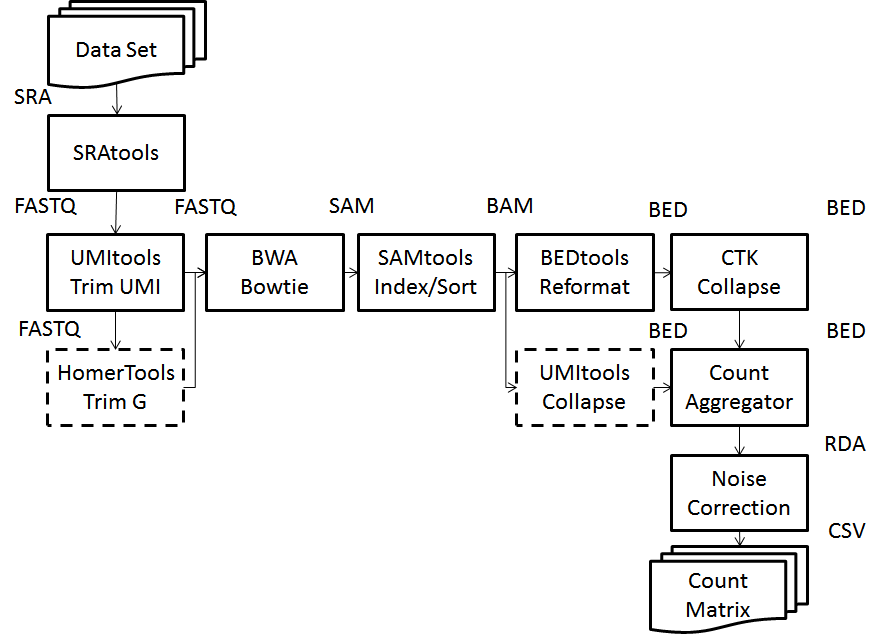 Data Set
SRA
SRAtools
FASTQ
FASTQ
SAM
BAM
BED
BED
UMItools
Trim UMI
BWA
Bowtie
SAMtools
Index/Sort
BEDtools
Reformat
CTK
Collapse
FASTQ
BED
BED
HomerTools
Trim G
UMItools
Collapse
Count
Aggregator
RDA
Noise
Correction
CSV
Count
Matrix